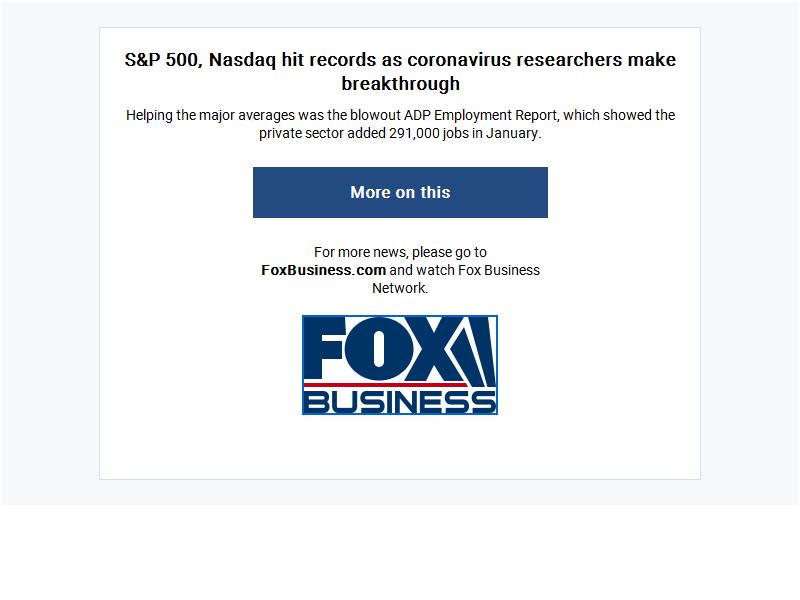 S&P 500, Nasdaq hit records as coronavirus researchers make
breakthrough
Helping the major averages was the blowout ADP Employment Report, which showed the
private sector added 291,000 jobs in January.
More on this
For more news, please go to
FoxBusiness.com and watch Fox Business
Network.
FOX
BUSINESS